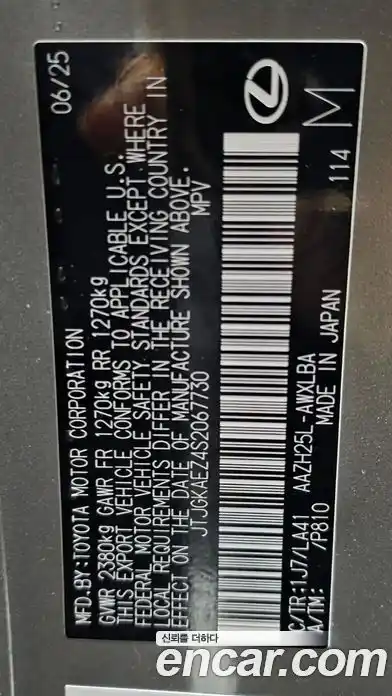 MFD.BY:TOYOTA MOTOR CORPORATION 06/25
GVWR 2380kg GAWR FR 1270kg RR 1270kg
THIS EXPORT VEHICLE CONFORMS TO APPLICABLE U.S.
FEDERAL MOTOR VEHICLE SAFETY STANDARDS EXCEPT WHERE
LOCAL REQUIREMENTS DIFFER IN THE RECEIVING COUNTRY IN
EFFECT ON THE DATE OF MANUFACTURE SHOWN ABOVE.
JTJGKAEZ4S2067730 MPV
C/TR:1J7/LA41 AAZH25L-AWXLBA 114
A/TM: /P810 MADE IN JAPAN M
신뢰를 더하다
encar.com